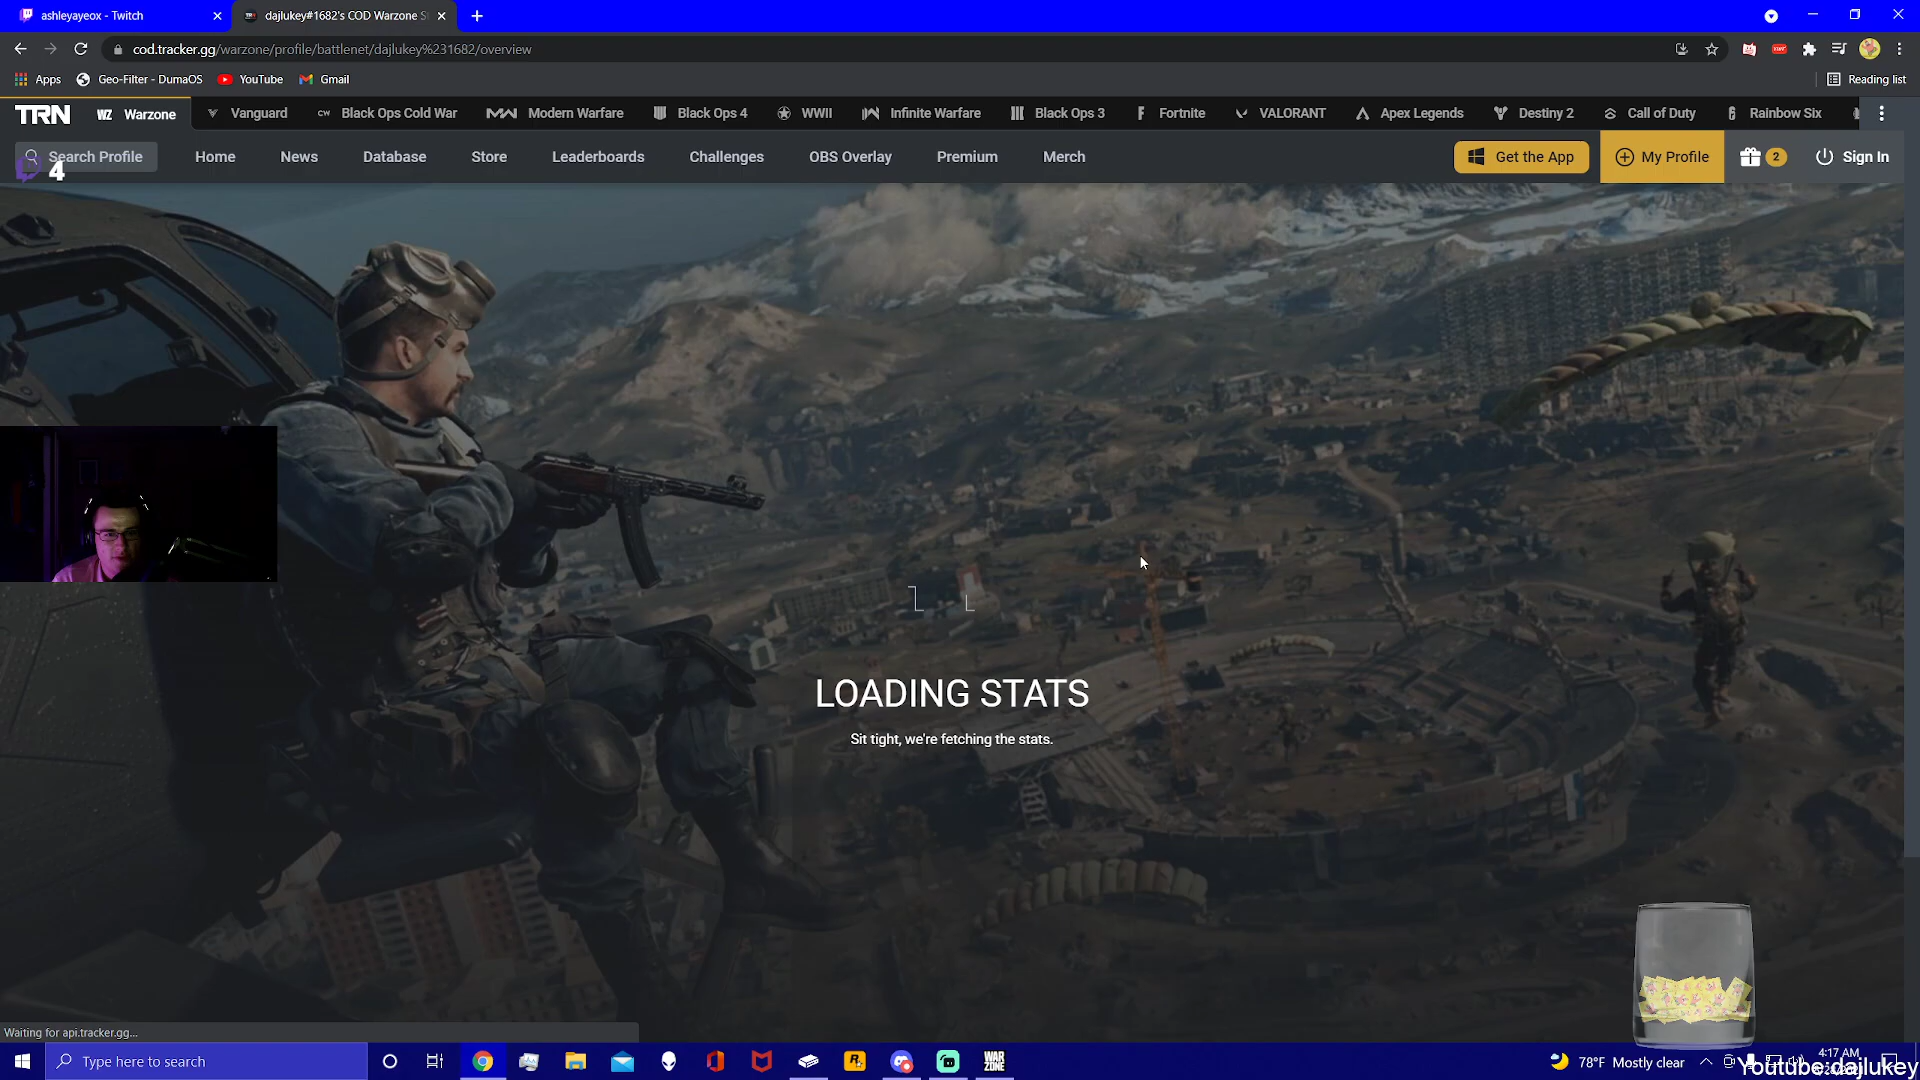 ashleyayeox - Twitch
dajlukey#1682's COD Warzone S
cod.tracker.gg/warzone/profile/battlenet/dajlukey%231682/overview
Apps
Geo-Filter - DumaOS
YouTube
Gmail
Reading list
TRN
WZ Warzone
Vanguard
CW Black Ops Cold War
Modern Warfare
Black Ops 4
WWII
Infinite Warfare
Black Ops 3
Fortnite
VALORANT
Apex Legends
Destiny 2
Call of Duty
Rainbow Six
Search Profile
4
Home
News
Database
Store
Leaderboards
Challenges
OBS Overlay
Premium
Merch
Get the App
My Profile
2
Sign In
LOADING STATS
Sit tight, we're fetching the stats.
Waiting for api.tracker.gg...
Type here to search
WAR
ZONE
78°F Mostly clear
4:17 AM
Youtube:dajlukey